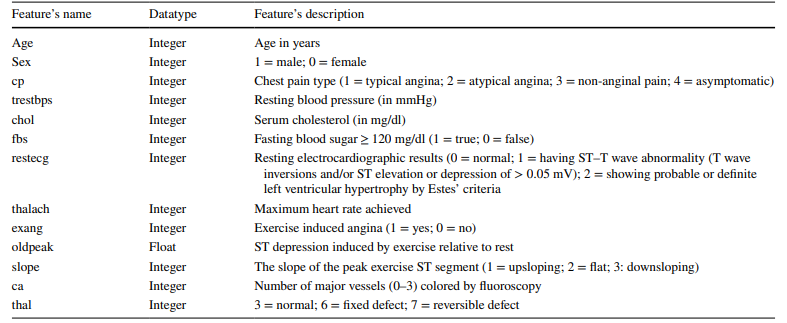 Feature's name Datatype Feature's description
Age Integer Age in years
Sex Integer 1 = male; 0 = female
cp Integer Chest pain type (1 = typical angina; 2 = atypical angina; 3 = non-anginal pain; 4 = asymptomatic)
trestbps Integer Resting blood pressure (in mmHg)
chol Integer Serum cholesterol (in mg/dl)
fbs Integer Fasting blood sugar ≥ 120 mg/dl (1 = true; 0 = false)
restecg Integer Resting electrocardiographic results (0 = normal; 1 = having ST–T wave abnormality (T wave
inversions and/or ST elevation or depression of > 0.05 mV); 2 = showing probable or definite
left ventricular hypertrophy by Estes' criteria
thalach Integer Maximum heart rate achieved
exang Integer Exercise induced angina (1 = yes; 0 = no)
oldpeak Float ST depression induced by exercise relative to rest
slope Integer The slope of the peak exercise ST segment (1 = upsloping; 2 = flat; 3: downsloping)
ca Integer Number of major vessels (0–3) colored by fluoroscopy
thal Integer 3 = normal; 6 = fixed defect; 7 = reversible defect